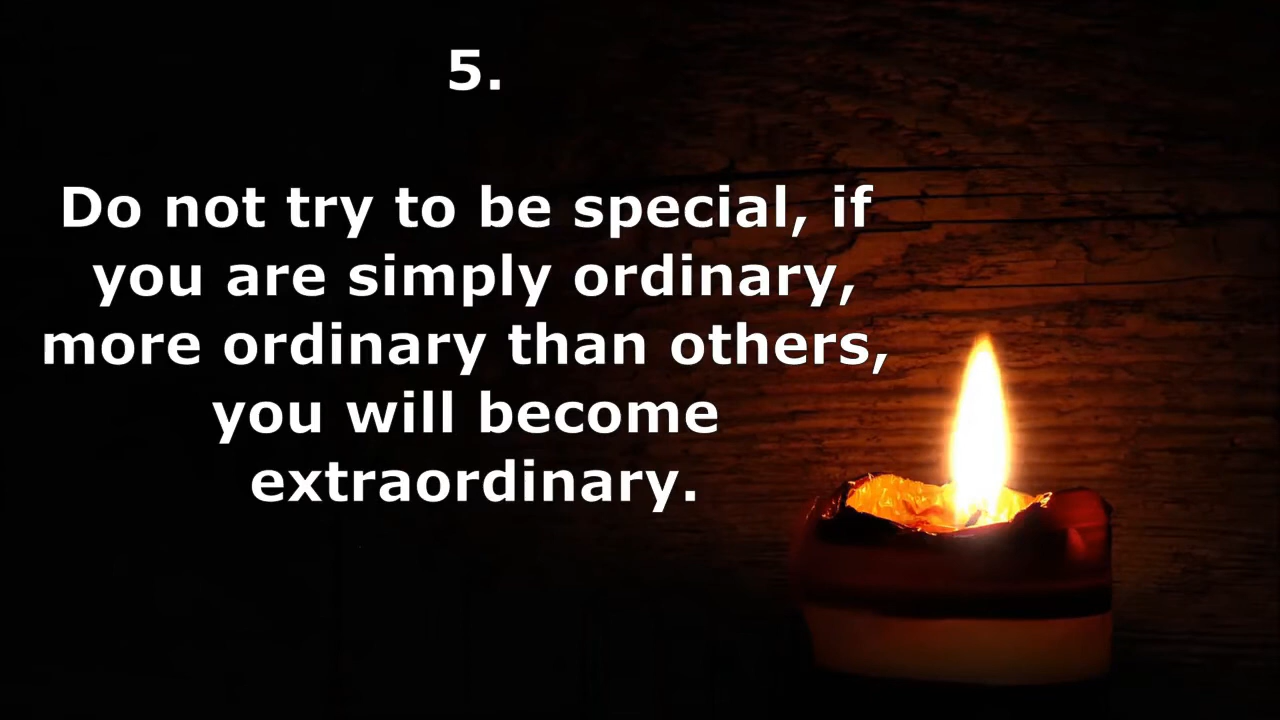 5.
Do not try to be special, if
you are simply ordinary,
more ordinary than others,
you will become
extraordinary.